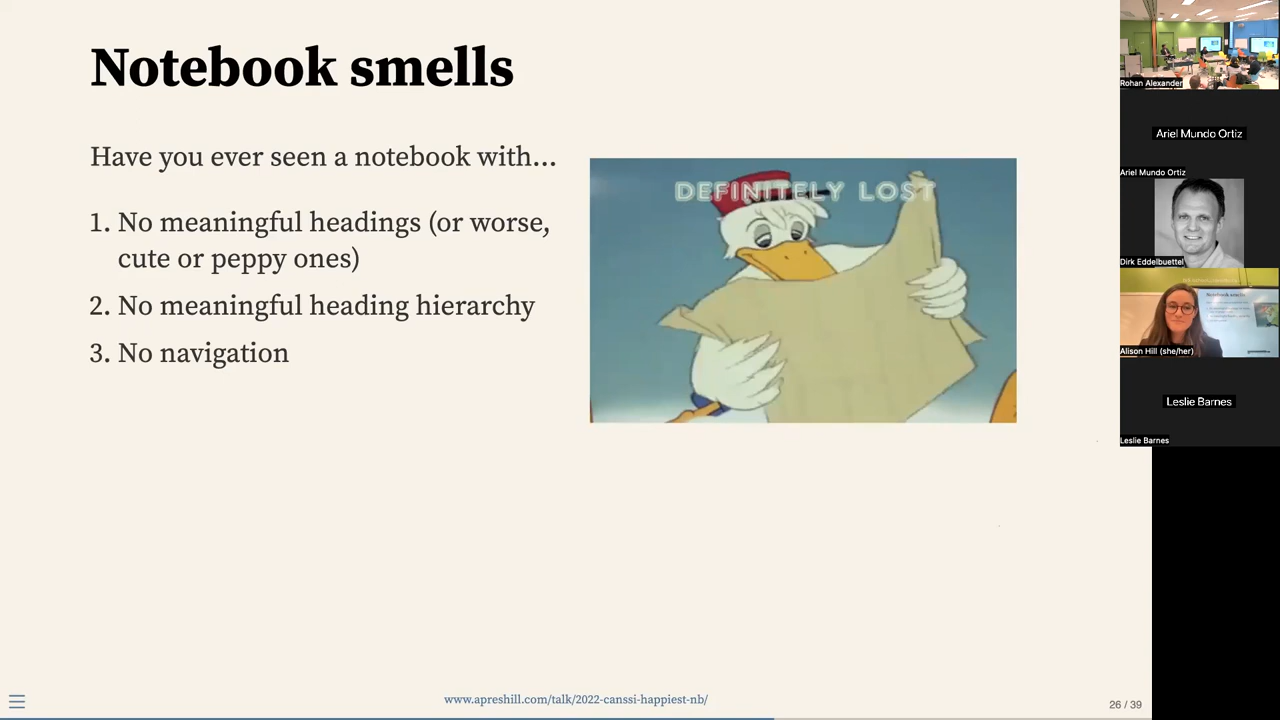 Notebook smells
Have you ever seen a notebook with...
1. No meaningful headings (or worse,
cute or peppy ones)
2. No meaningful heading hierarchy
3. No navigation
DEFINITELY LOST
www.apreshill.com/talk/2022-canssi-happiest-nb/
26 / 39
Rohan Alexander
Ariel Mundo Ortiz
Ariel Mundo Ortiz
Dirk Eddelbuettel
Notebook smells
Alison Hill (she/her)
Leslie Barnes
Leslie Barnes